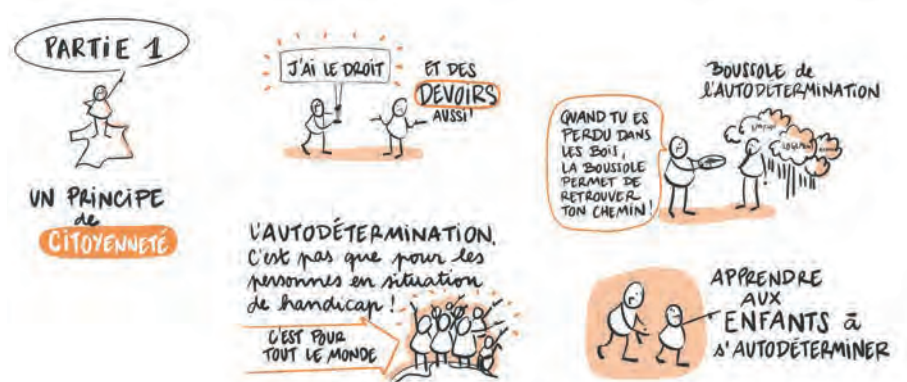 PARTIE 1
UN PRINCIPE
de
CITOYENNETÉ
J'AI LE DROIT
ET DES
DEVOIRS
AUSSI!
L'AUTODÉTERMINATION.
C'est pas que pour les
personnes en situation
de handicap !
C'EST POUR
TOUT LE MONDE
BOUSSOLE de
L'AUTODÉTERMINATION
QUAND TU ES
PERDU DANS
LES BOIS,
LA BOUSSOLE
PERMET DE
RETROUVER
TON CHEMIN!
APPRENDRE
AUX
ENFANTS à
s'AUTODÉTERMINER